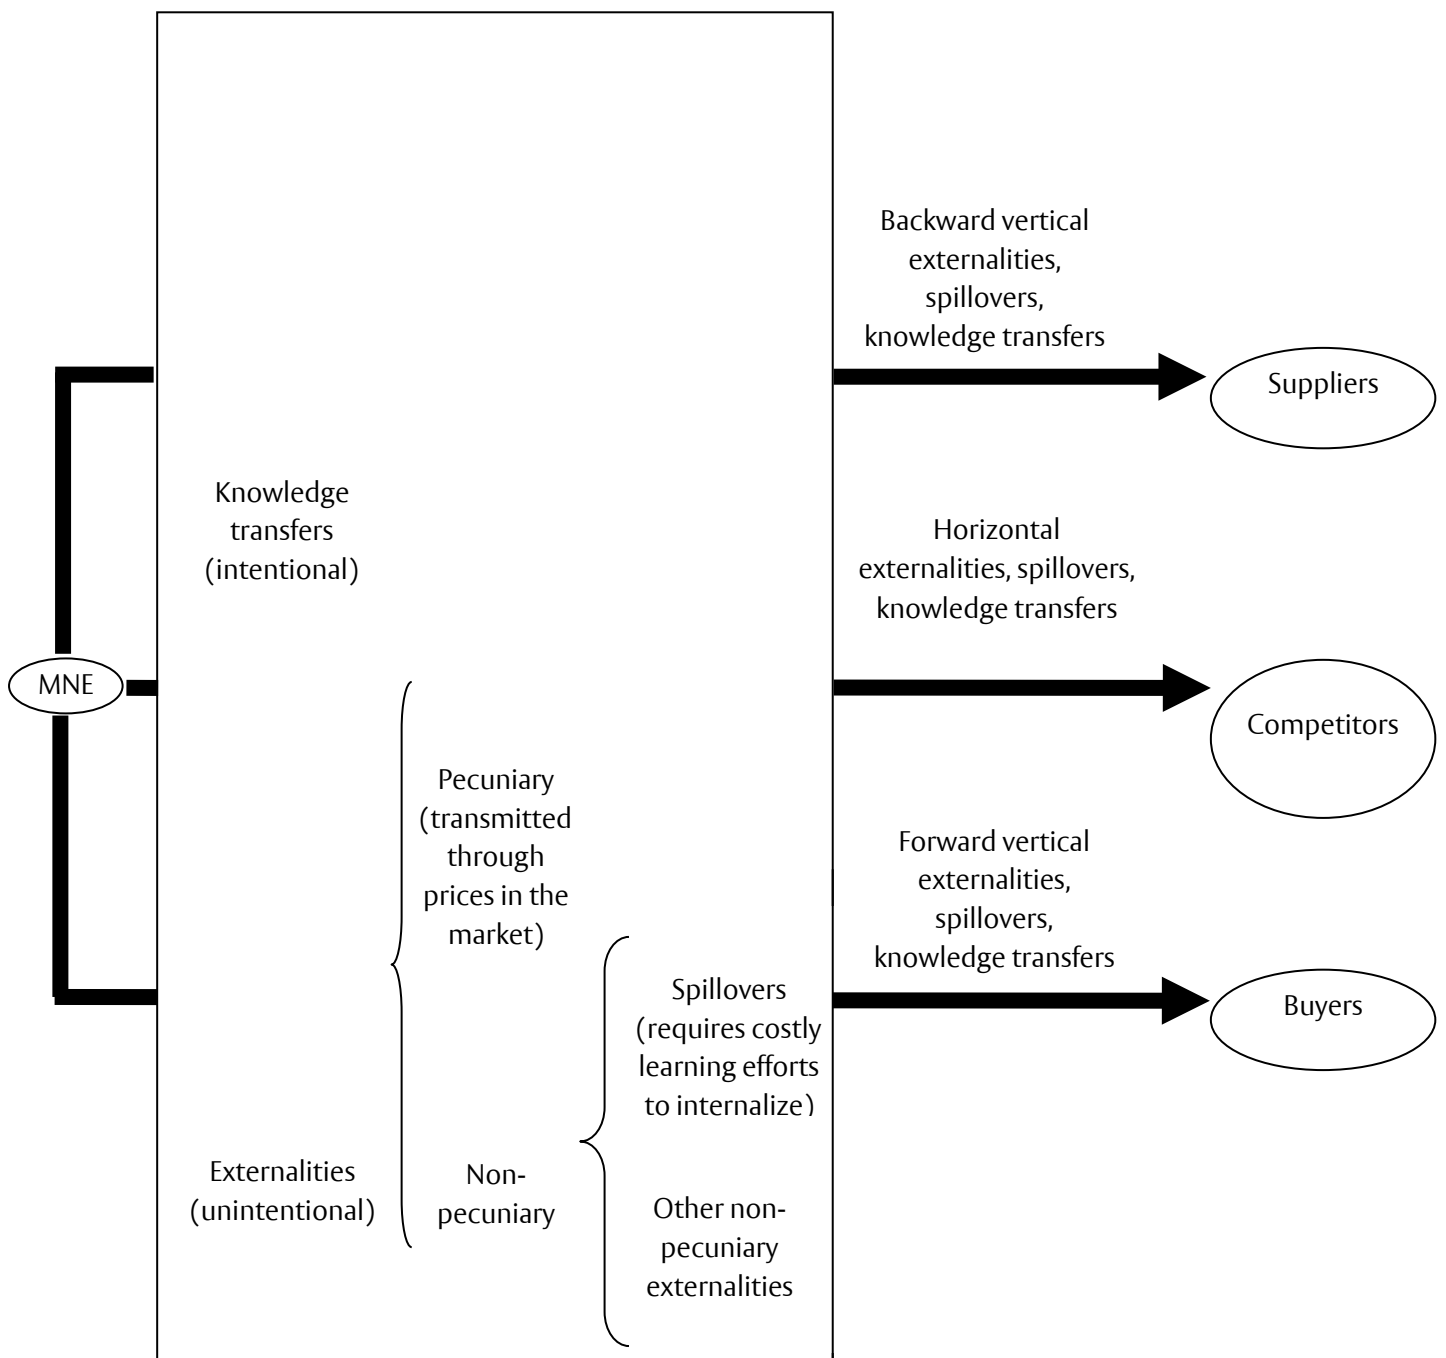 MNE
Knowledge
transfers
(intentional)
Externalities
(unintentional)
Pecuniary
(transmitted
through
prices in the
market)
Non-
pecuniary
Spillovers
(requires costly
learning efforts
to internalize)
Other non-
pecuniary
externalities
Backward vertical
externalities,
spillovers,
knowledge transfers
Suppliers
Horizontal
externalities, spillovers,
knowledge transfers
Competitors
Forward vertical
externalities,
spillovers,
knowledge transfers
Buyers